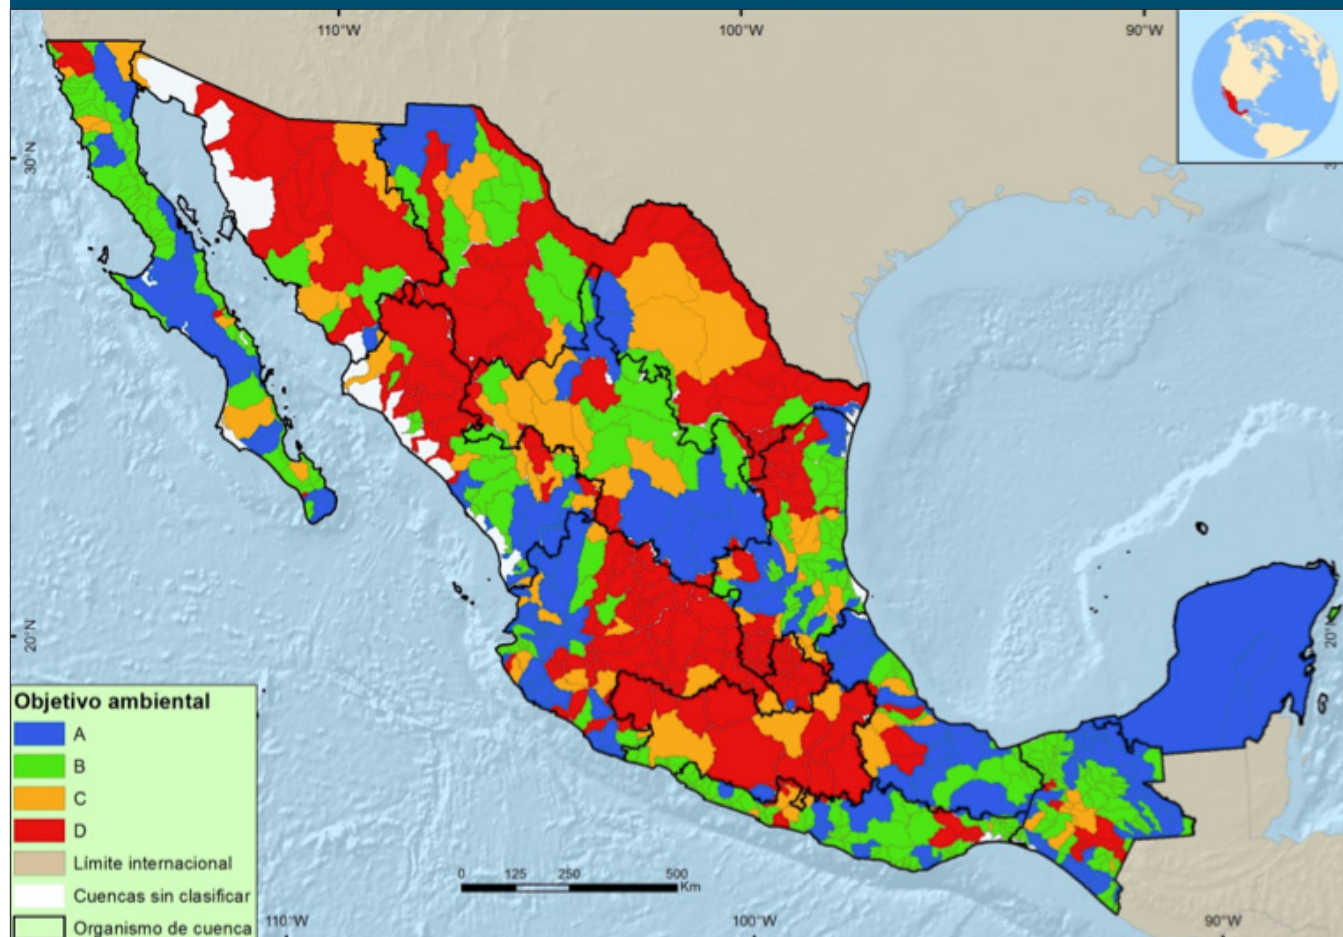 110°W
100°W
90°W
30°N
20°N
20°N
Objetivo ambiental
A
B
C
D
Límite internacional
Cuencas sin clasificar
Organismo de cuenca
0 125 250 500
Km
110°W
100°W
90°W